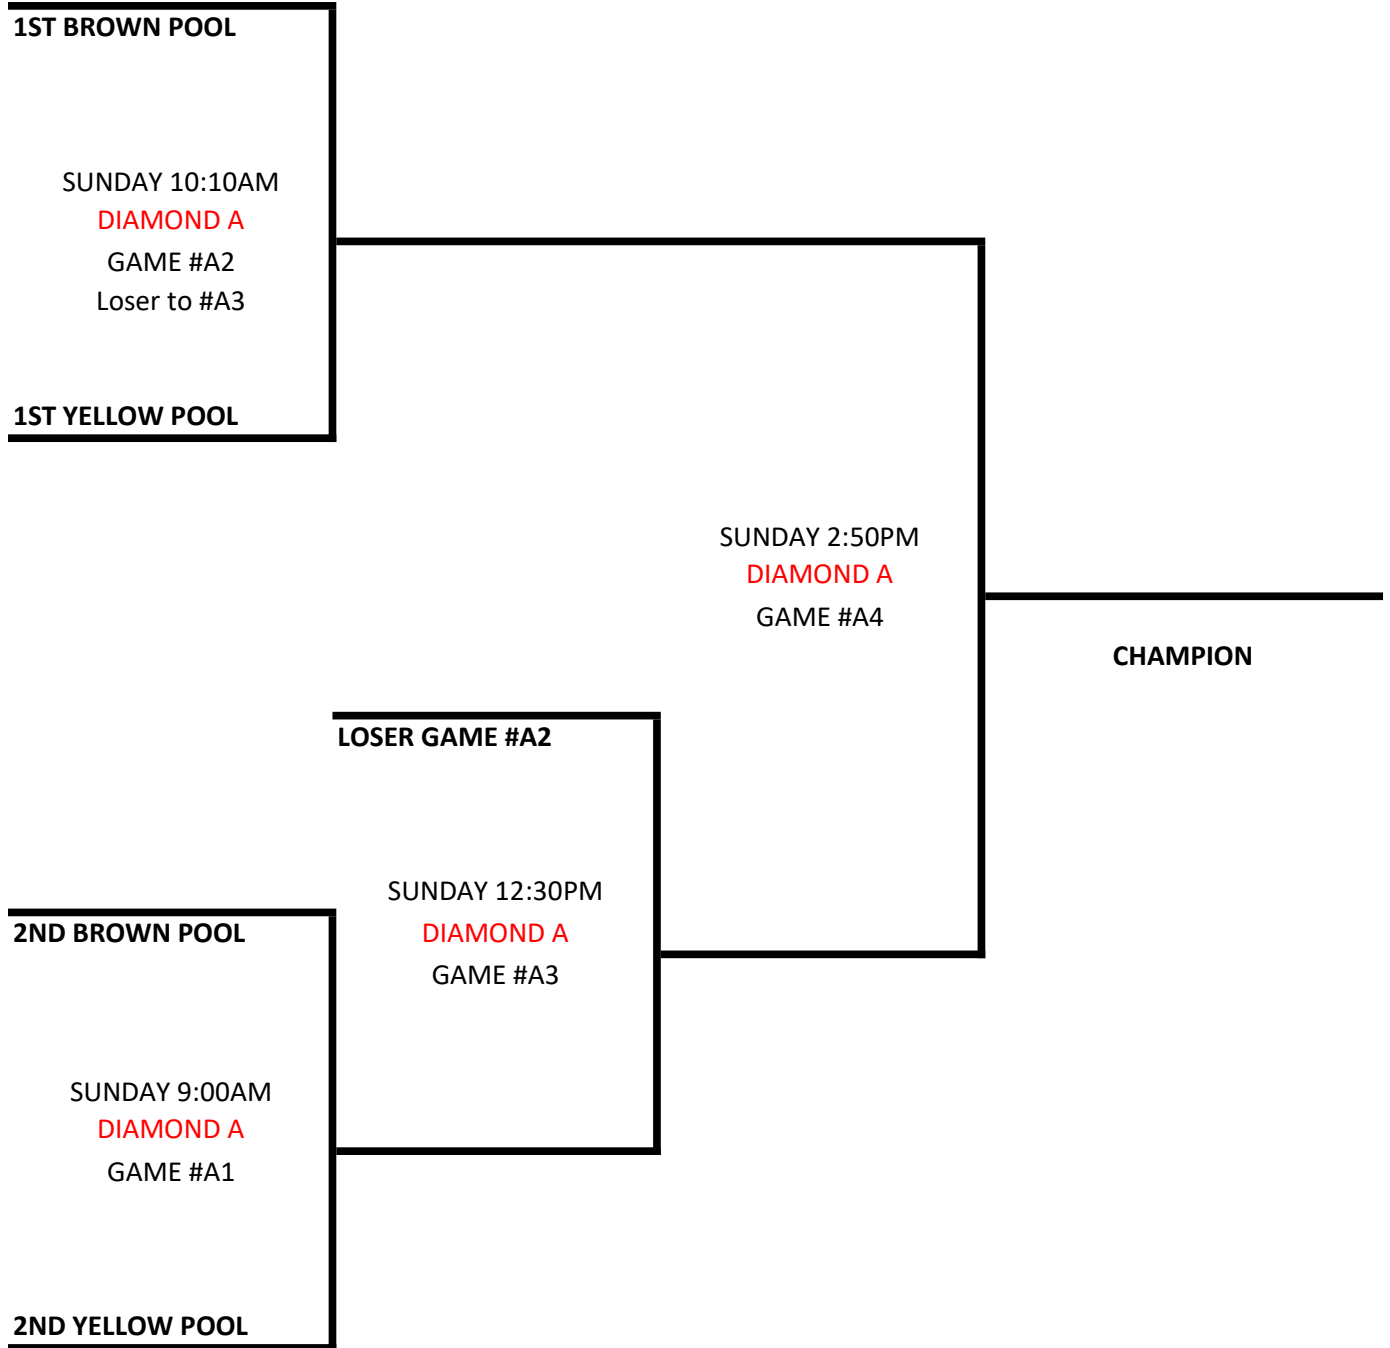 1ST BROWN POOL
SUNDAY 10:10AM
DIAMOND A
GAME #A2
Loser to #A3
1ST YELLOW POOL
SUNDAY 2:50PM
DIAMOND A
GAME #A4
CHAMPION
LOSER GAME #A2
SUNDAY 12:30PM
DIAMOND A
GAME #A3
2ND BROWN POOL
SUNDAY 9:00AM
DIAMOND A
GAME #A1
2ND YELLOW POOL